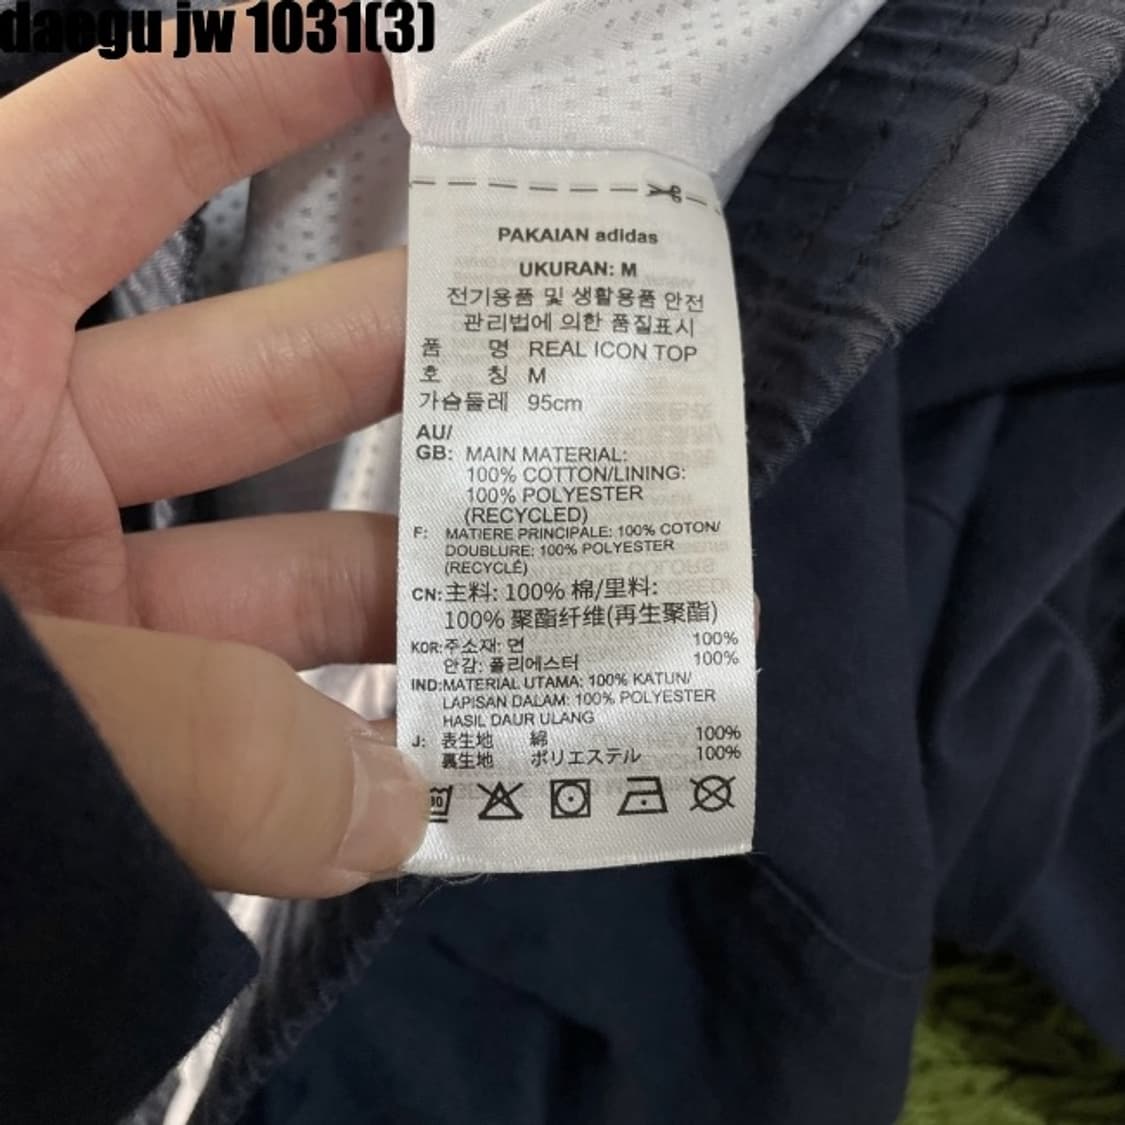 daegu jw 1031(3)
PAKAIAN adidas
UKURAN: M
전기용품 및 생활용품 안전
관리법에 의한 품질표시
품 명 REAL ICON TOP
호 칭 M
가슴둘레 95cm
AU/
GB: MAIN MATERIAL:
100% COTTON/LINING:
100% POLYESTER
(RECYCLED)
F: MATIERE PRINCIPALE: 100% COTON/
DOUBLURE: 100% POLYESTER
(RECYCLÉ)
CN: 主料: 100% 棉/里料:
100% 聚酯纤维(再生聚酯)
KOR: 주소재: 면 100%
안감: 폴리에스터 100%
IND: MATERIAL UTAMA: 100% KATUN/
LAPISAN DALAM: 100% POLYESTER
HASIL DAUR ULANG
J: 表生地 綿 100%
裏生地 ポリエステル 100%
30